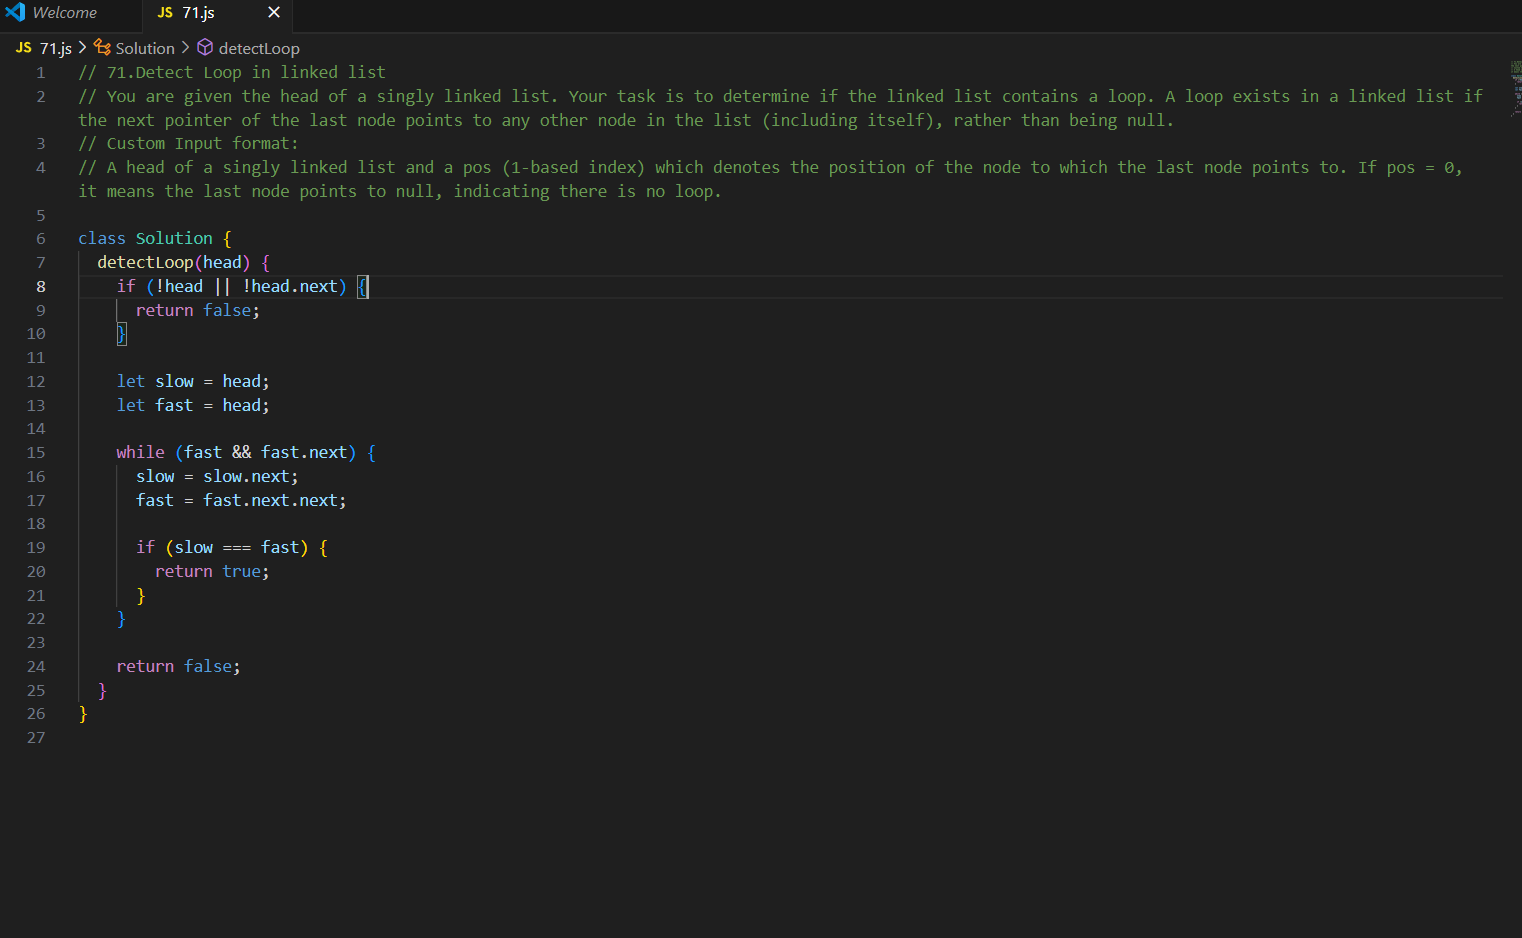 Welcome JS 71.js ×
JS 71.js > Solution > detectLoop
1 // 71.Detect Loop in linked list
2 // You are given the head of a singly linked list. Your task is to determine if the linked list contains a loop. A loop exists in a linked list if
the next pointer of the last node points to any other node in the list (including itself), rather than being null.
3 // Custom Input format:
4 // A head of a singly linked list and a pos (1-based index) which denotes the position of the node to which the last node points to. If pos = 0,
it means the last node points to null, indicating there is no loop.
5
6 class Solution {
7   detectLoop(head) {
8     if (!head || !head.next) {
9       return false;
10     }
11
12     let slow = head;
13     let fast = head;
14
15     while (fast && fast.next) {
16       slow = slow.next;
17       fast = fast.next.next;
18
19       if (slow === fast) {
20         return true;
21       }
22     }
23
24     return false;
25   }
26 }
27